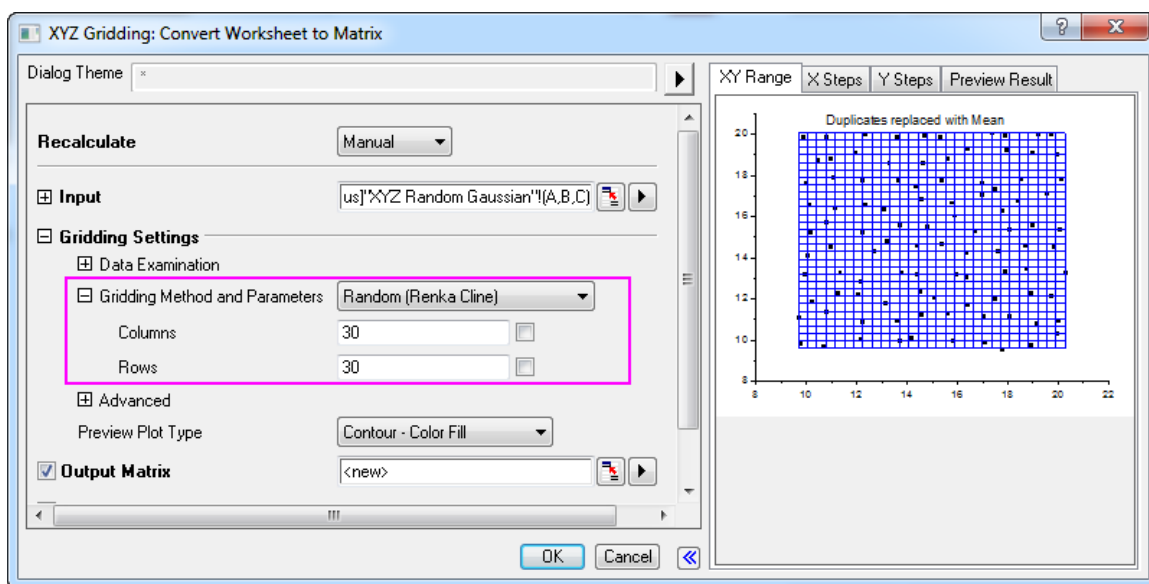 XYZ Gridding: Convert Worksheet to Matrix
Dialog Theme *
Recalculate Manual
Input us]"XYZ Random Gaussian"!(A,B,C)
Gridding Settings
Data Examination
Gridding Method and Parameters Random (Renka Cline)
Columns 30
Rows 30
Advanced
Preview Plot Type Contour - Color Fill
Output Matrix <new>
OK Cancel
XY Range X Steps Y Steps Preview Result
Duplicates replaced with Mean
20
18
16
14
12
10
8
8 10 12 14 16 18 20 22